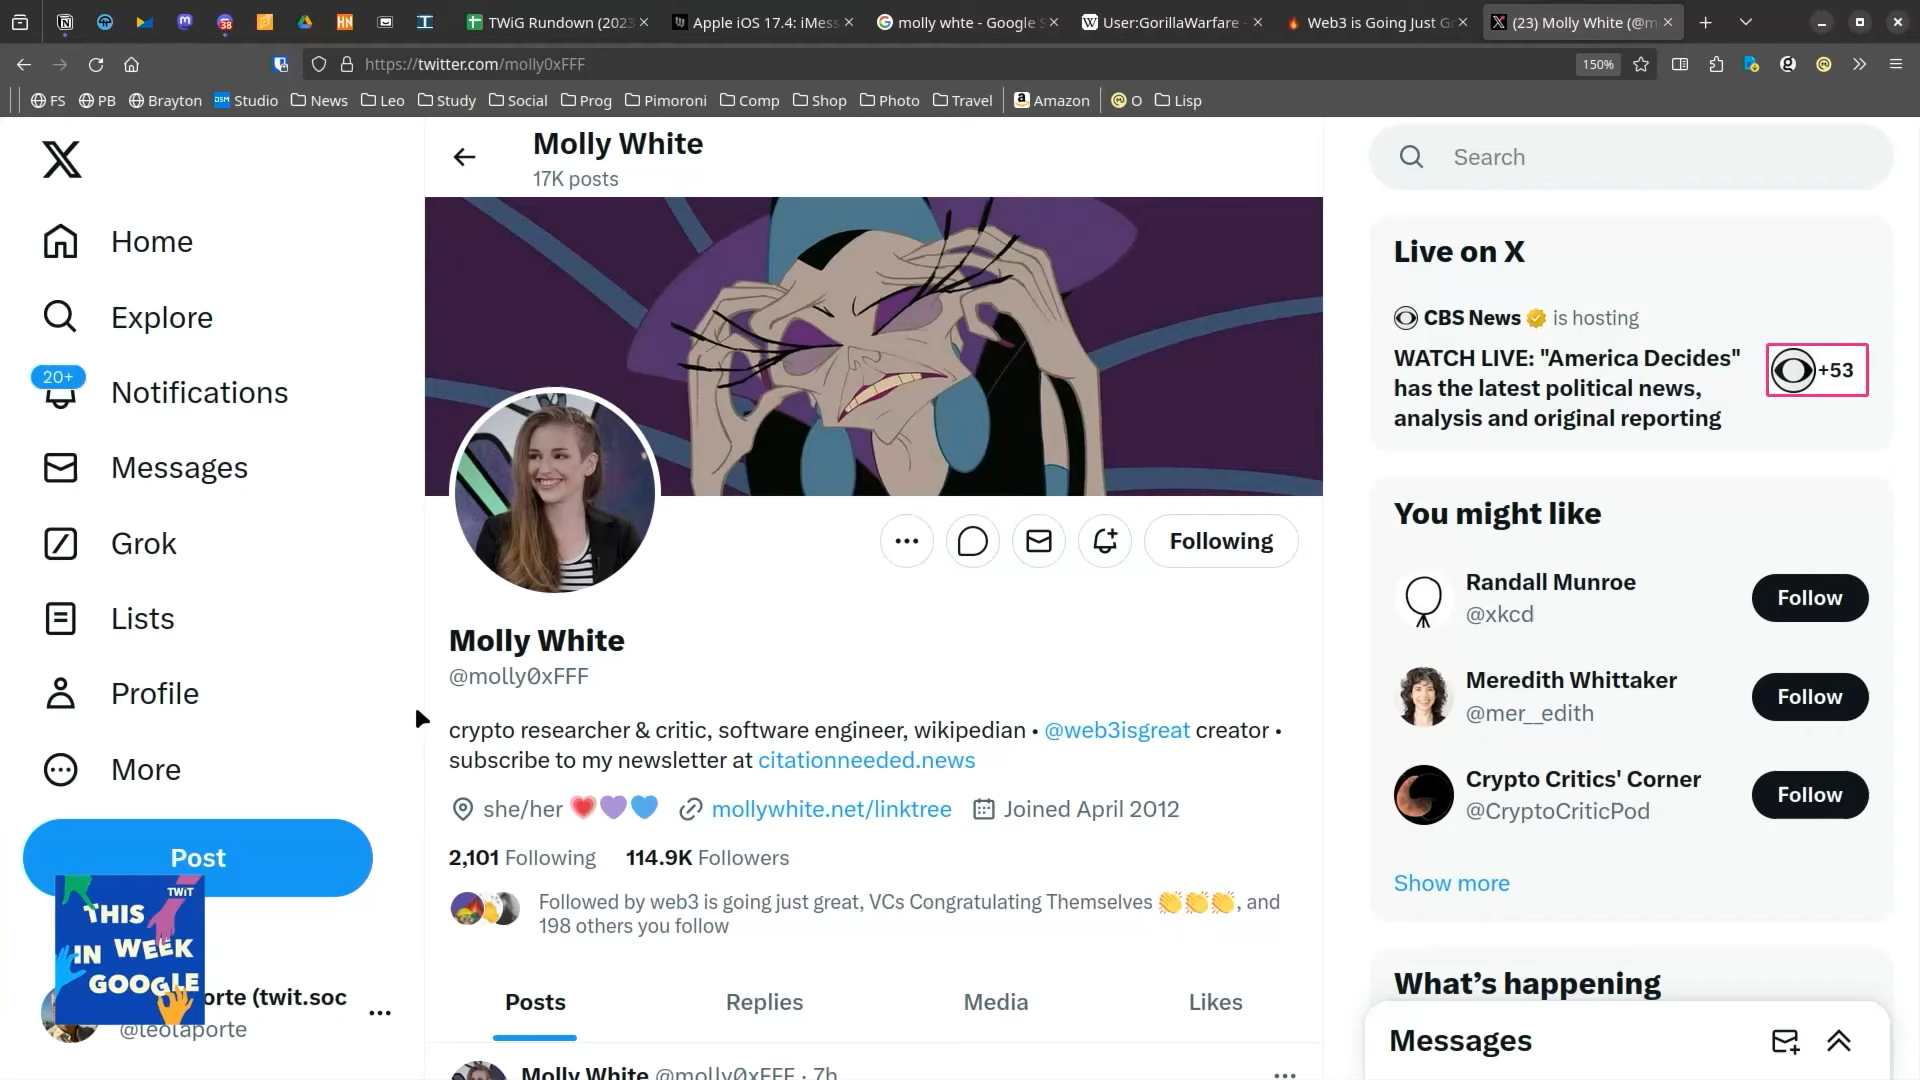 TWiG Rundown (2023
Apple iOS 17.4: iMess
molly whte - Google S
User:GorillaWarfare -
Web3 is Going Just G
(23) Molly White (@m
https://twitter.com/molly0xFFF
150%
FS
PB
Brayton
Studio
News
Leo
Study
Social
Prog
Pimoroni
Comp
Shop
Photo
Travel
Amazon
O
Lisp
Home
Explore
20+
Notifications
Messages
Grok
Lists
Profile
More
Post
TWiT
THIS
IN WEEK
GOOGLE
orte (twit.soc
@leolaporte
Molly White
17K posts
Following
Molly White
@molly0xFFF
crypto researcher & critic, software engineer, wikipedian • @web3isgreat creator •
subscribe to my newsletter at citationneeded.news
she/her mollywhite.net/linktree Joined April 2012
2,101 Following 114.9K Followers
Followed by web3 is going just great, VCs Congratulating Themselves 👏👏👏, and
198 others you follow
Posts Replies Media Likes
Molly White @molly0xFFF · 7h
Search
Live on X
CBS News is hosting
WATCH LIVE: "America Decides"
has the latest political news,
analysis and original reporting
+53
You might like
Randall Munroe
@xkcd
Follow
Meredith Whittaker
@mer__edith
Follow
Crypto Critics' Corner
@CryptoCriticPod
Follow
Show more
What's happening
Messages